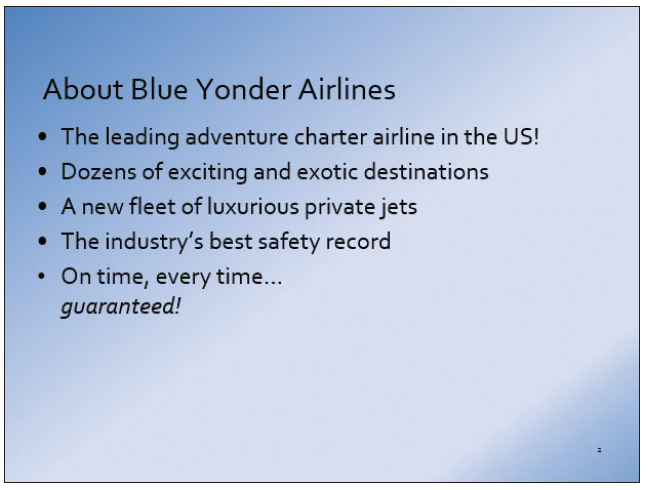 About Blue Yonder Airlines
• The leading adventure charter airline in the US!
• Dozens of exciting and exotic destinations
• A new fleet of luxurious private jets
• The industry’s best safety record
• On time, every time…
guaranteed!
2